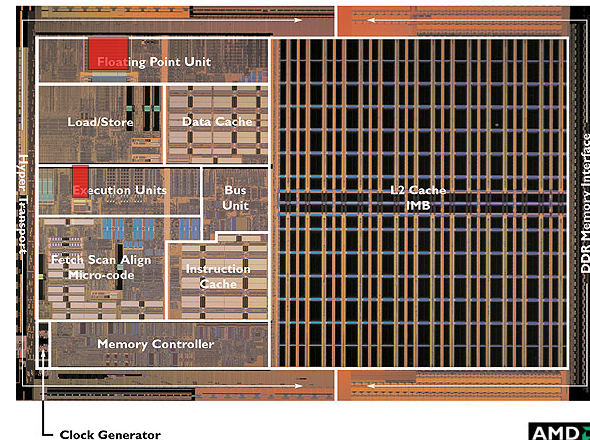 Floating Point Unit
Load/Store
Data Cache
Hyper Transport
Execution Units
Bus
Unit
L2 Cache
1MB
DDR Memory Interface
Fetch Scan Align
Micro-code
Instruction
Cache
Memory Controller
Clock Generator
AMD